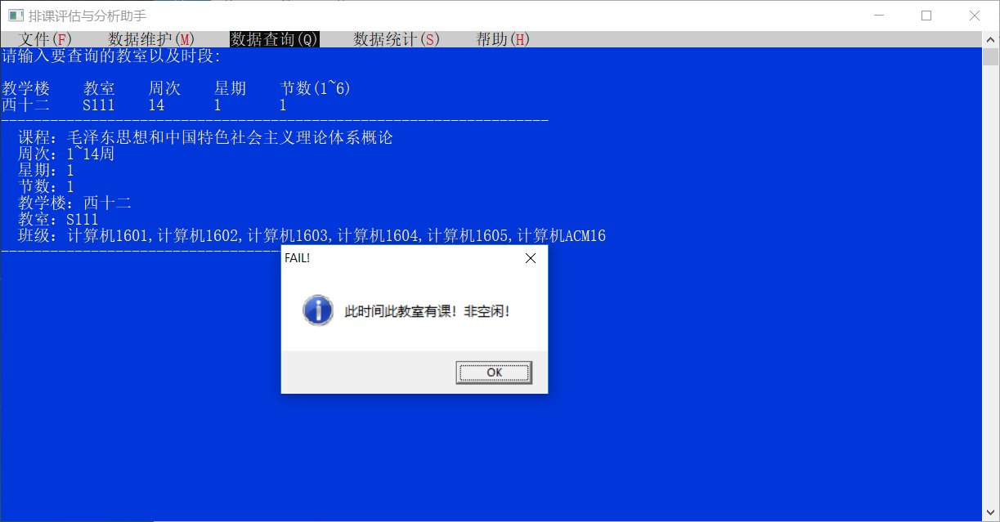 排课评估与分析助手
文件(F) 数据维护(M) 数据查询(Q) 数据统计(S) 帮助(H)
请输入要查询的教室以及时段:
教学楼 教室 周次 星期 节数(1~6)
西十二 S111 14 1 1
课程: 毛泽东思想和中国特色社会主义理论体系概论
周次: 1~14周
星期: 1
节数: 1
教学楼: 西十二
教室: S111
班级: 计算机1601,计算机1602,计算机1603,计算机1604,计算机1605,计算机ACM16
FAIL!
此时间此教室有课! 非空闲!
OK